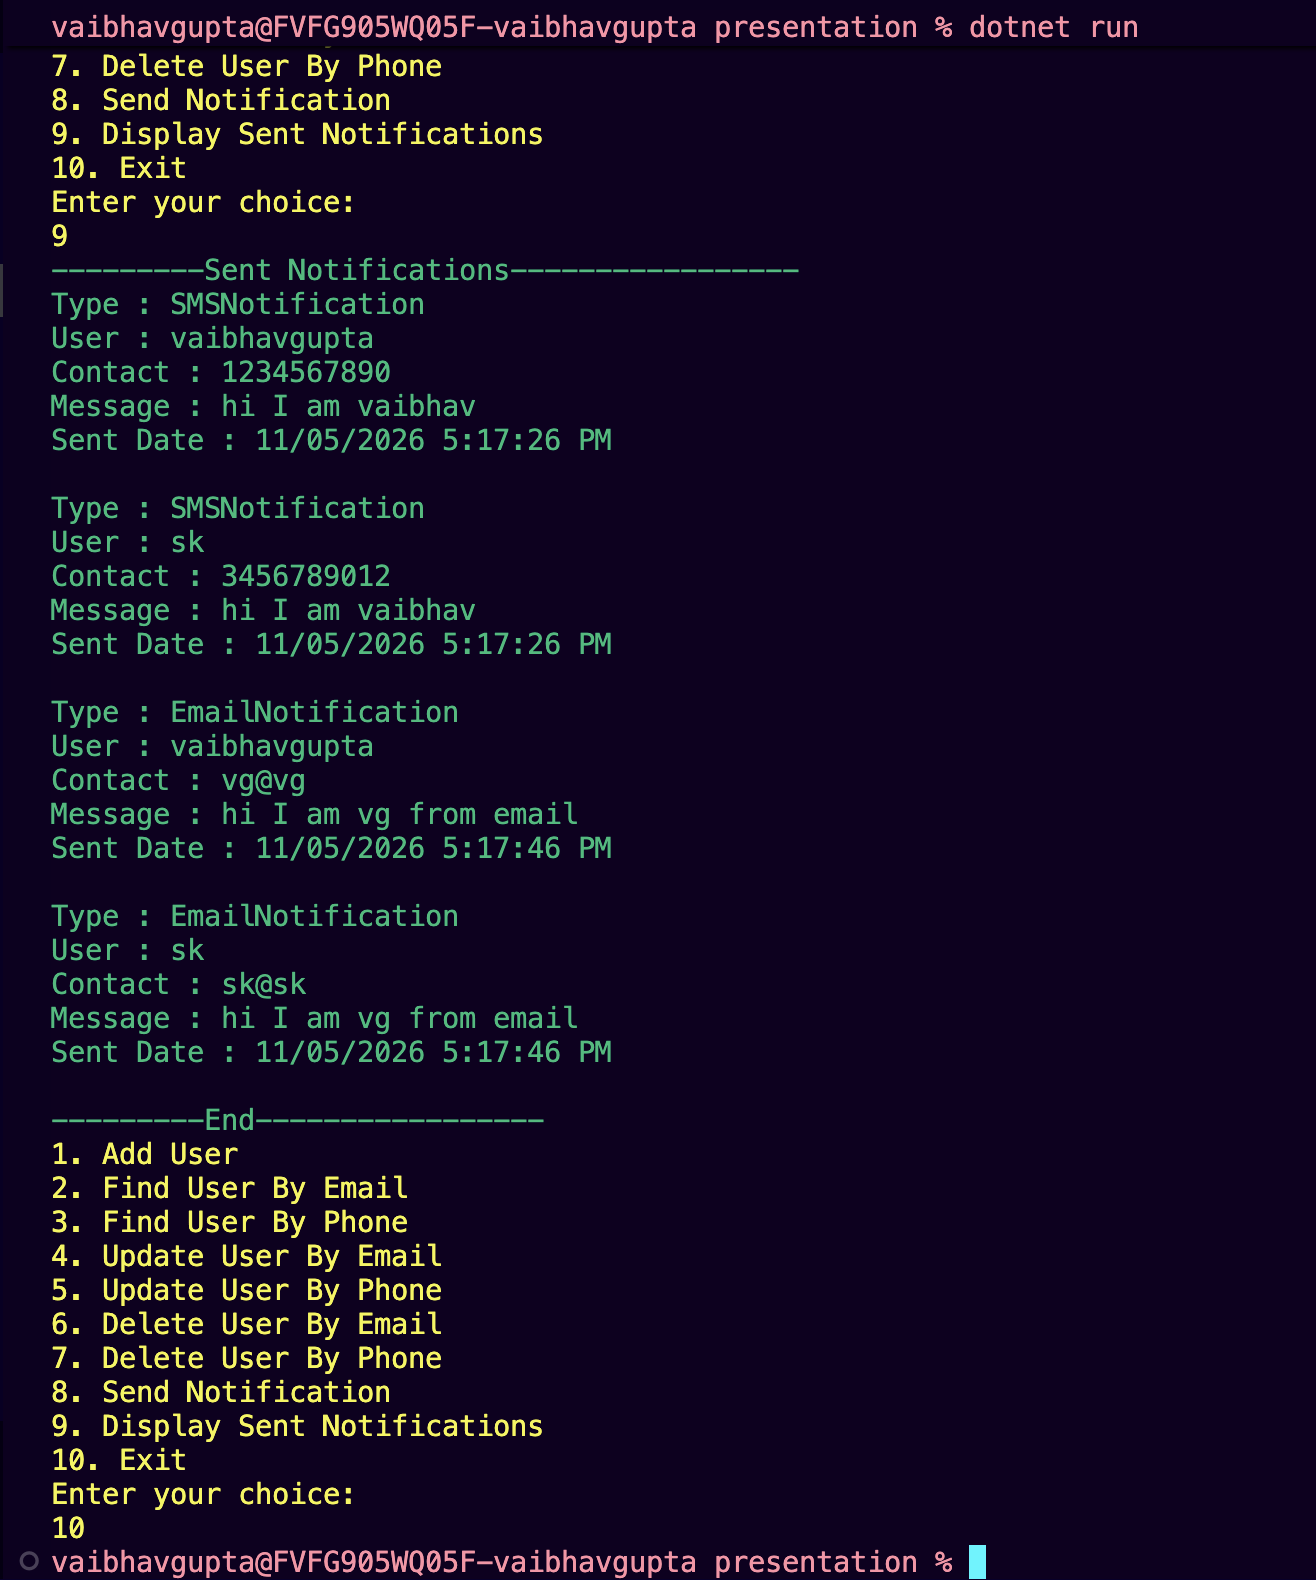 vaibhavgupta@FVFG905WQ05F-vaibhavgupta presentation % dotnet run
7. Delete User By Phone
8. Send Notification
9. Display Sent Notifications
10. Exit
Enter your choice:
9
---------Sent Notifications-----------------
Type : SMSNotification
User : vaibhavgupta
Contact : 1234567890
Message : hi I am vaibhav
Sent Date : 11/05/2026 5:17:26 PM

Type : SMSNotification
User : sk
Contact : 3456789012
Message : hi I am vaibhav
Sent Date : 11/05/2026 5:17:26 PM

Type : EmailNotification
User : vaibhavgupta
Contact : vg@vg
Message : hi I am vg from email
Sent Date : 11/05/2026 5:17:46 PM

Type : EmailNotification
User : sk
Contact : sk@sk
Message : hi I am vg from email
Sent Date : 11/05/2026 5:17:46 PM

---------End-----------------
1. Add User
2. Find User By Email
3. Find User By Phone
4. Update User By Email
5. Update User By Phone
6. Delete User By Email
7. Delete User By Phone
8. Send Notification
9. Display Sent Notifications
10. Exit
Enter your choice:
10
vaibhavgupta@FVFG905WQ05F-vaibhavgupta presentation %